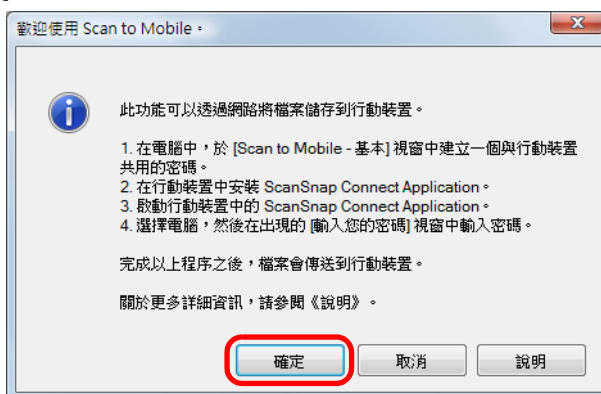 歡迎使用 Scan to Mobile。
此功能可以透過網路將檔案儲存到行動裝置。
1. 在電腦中，於 [Scan to Mobile - 基本] 視窗中建立一個與行動裝置
共用的密碼。
2. 在行動裝置中安裝 ScanSnap Connect Application。
3. 啟動行動裝置中的 ScanSnap Connect Application。
4. 選擇電腦，然後在出現的 [輸入您的密碼] 視窗中輸入密碼。
完成以上程序之後，檔案會傳送到行動裝置。
關於更多詳細資訊，請參閱《說明》。
確定 取消 說明